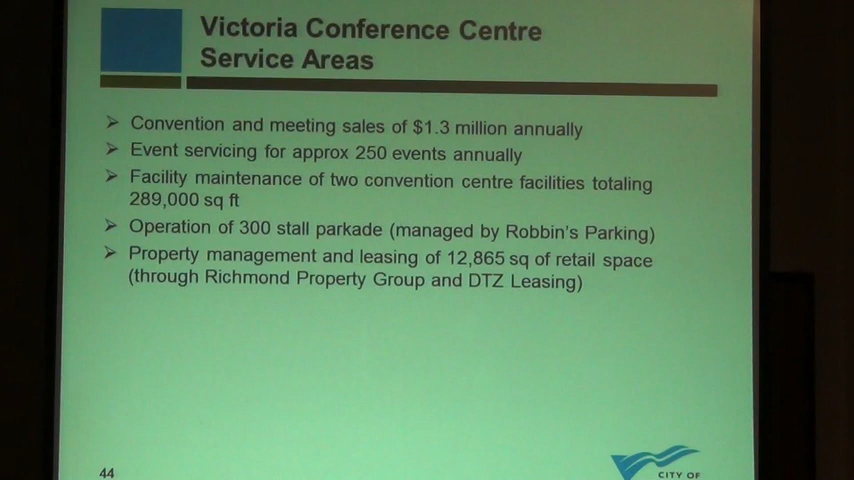 Victoria Conference Centre
Service Areas
➢ Convention and meeting sales of $1.3 million annually
➢ Event servicing for approx 250 events annually
➢ Facility maintenance of two convention centre facilities totaling
289,000 sq ft
➢ Operation of 300 stall parkade (managed by Robbin's Parking)
➢ Property management and leasing of 12,865 sq of retail space
(through Richmond Property Group and DTZ Leasing)
44
CITY OF